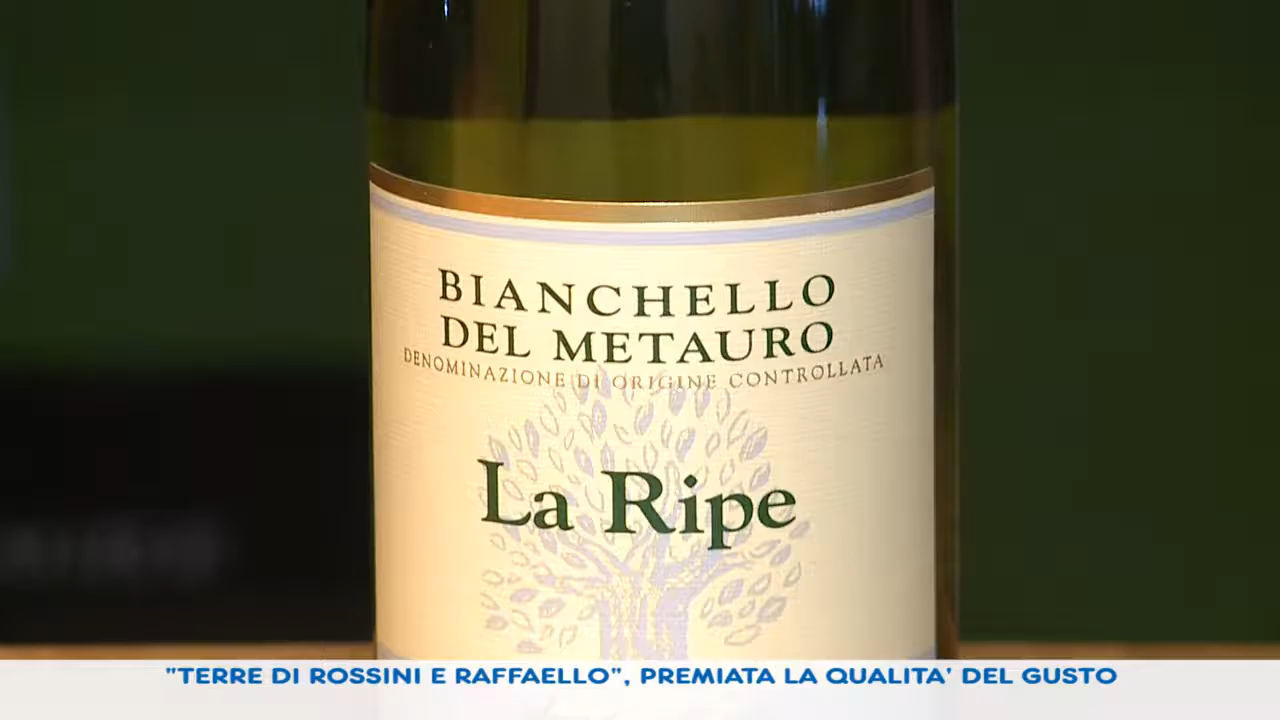 BIANCHELLO
DEL METAURO
DENOMINAZIONE DI ORIGINE CONTROLLATA
La Ripe
"TERRE DI ROSSINI E RAFFAELLO", PREMIATA LA QUALITA' DEL GUSTO